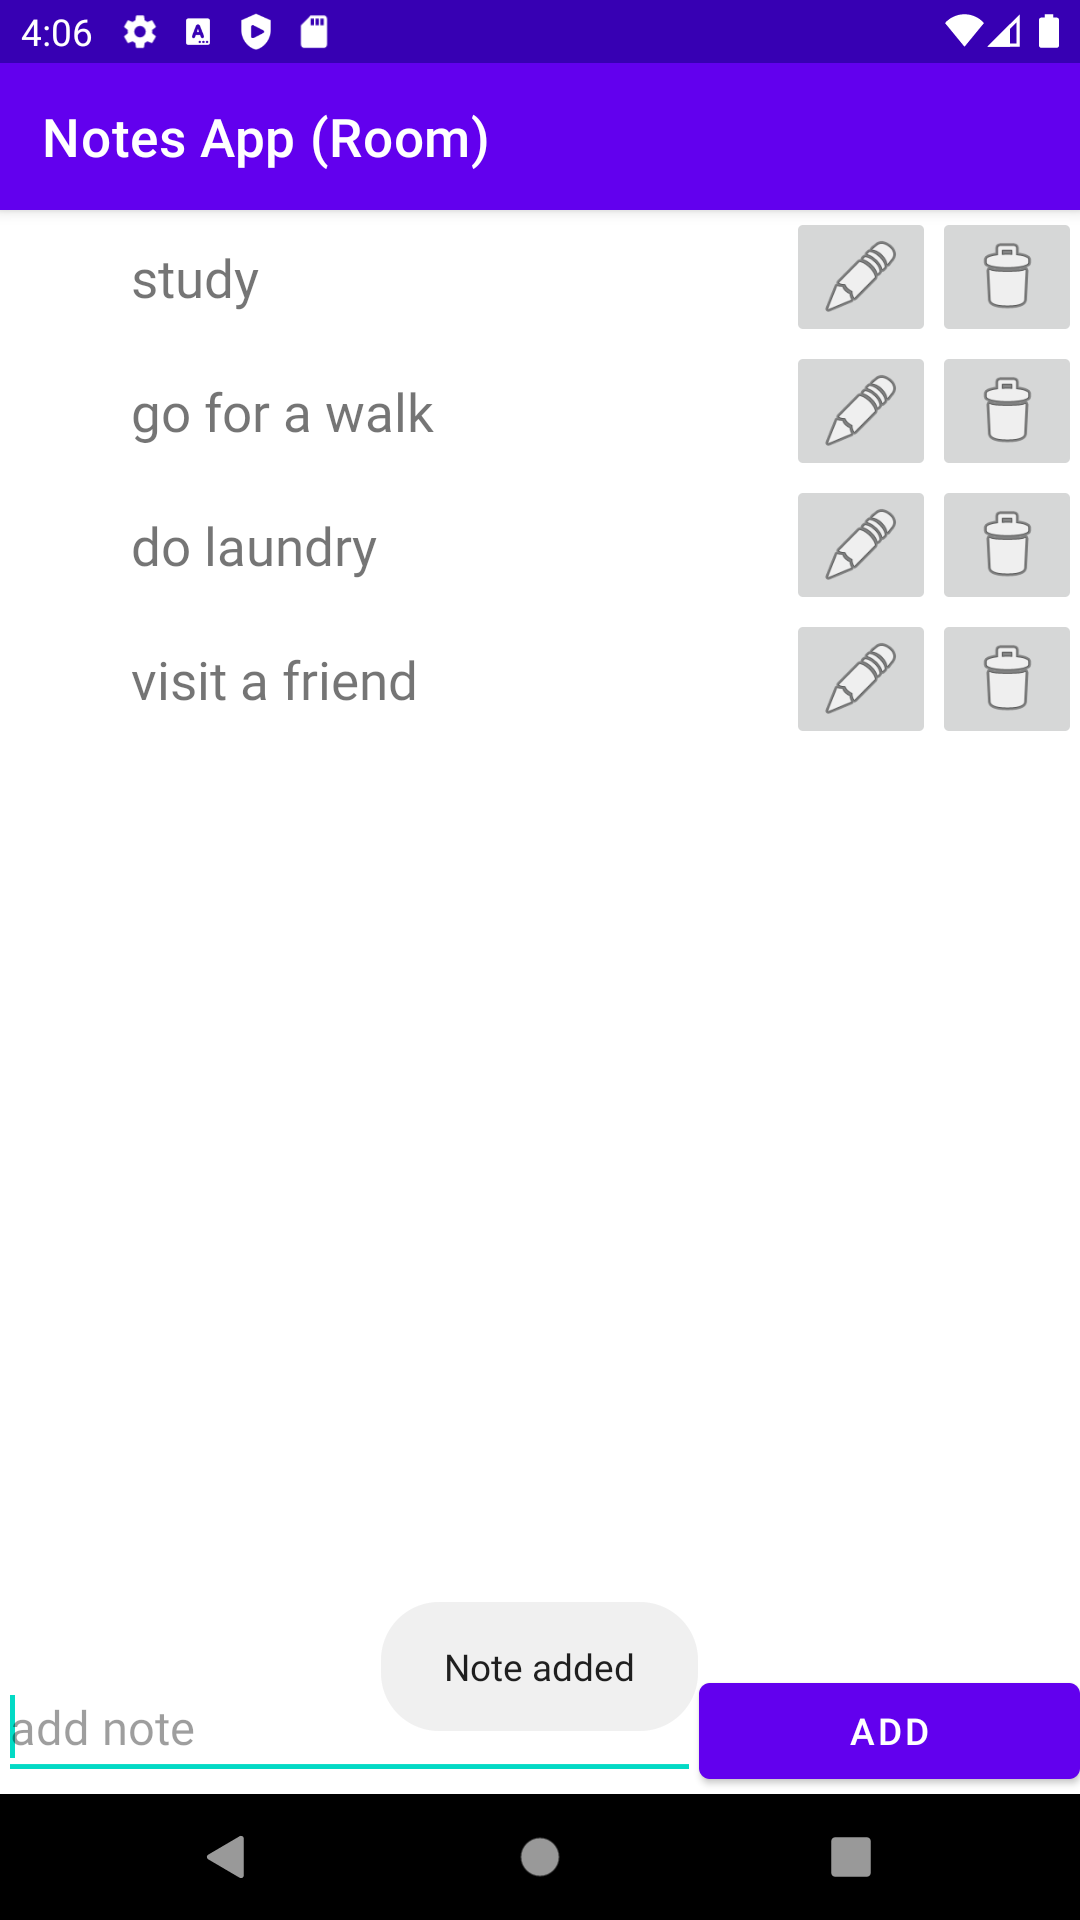 4:06
Notes App (Room)
study
go for a walk
do laundry
visit a friend
Note added
add note
ADD